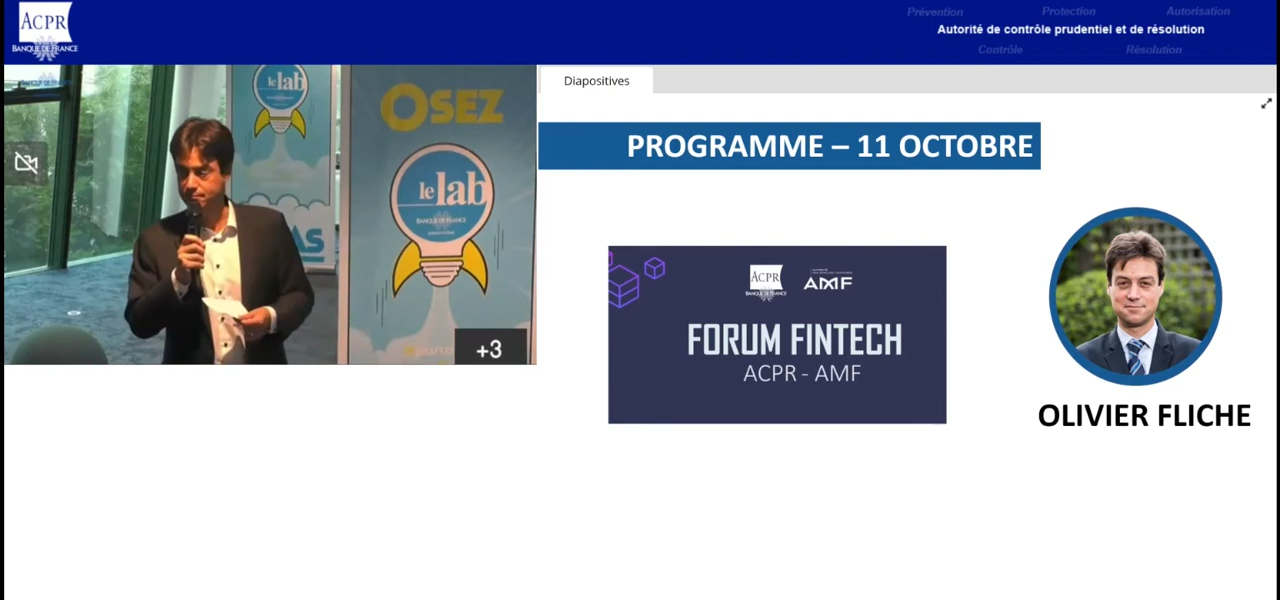 ACPR
BANQUE DE FRANCE
Prévention
Protection
Autorisation
Autorité de contrôle prudentiel et de résolution
Contrôle
Résolution
Diapositives
le lab
OSEZ
le lab
BANQUE DE FRANCE
+3
PROGRAMME – 11 OCTOBRE
ACPR
BANQUE DE FRANCE
AMF
FORUM FINTECH
ACPR - AMF
OLIVIER FLICHE